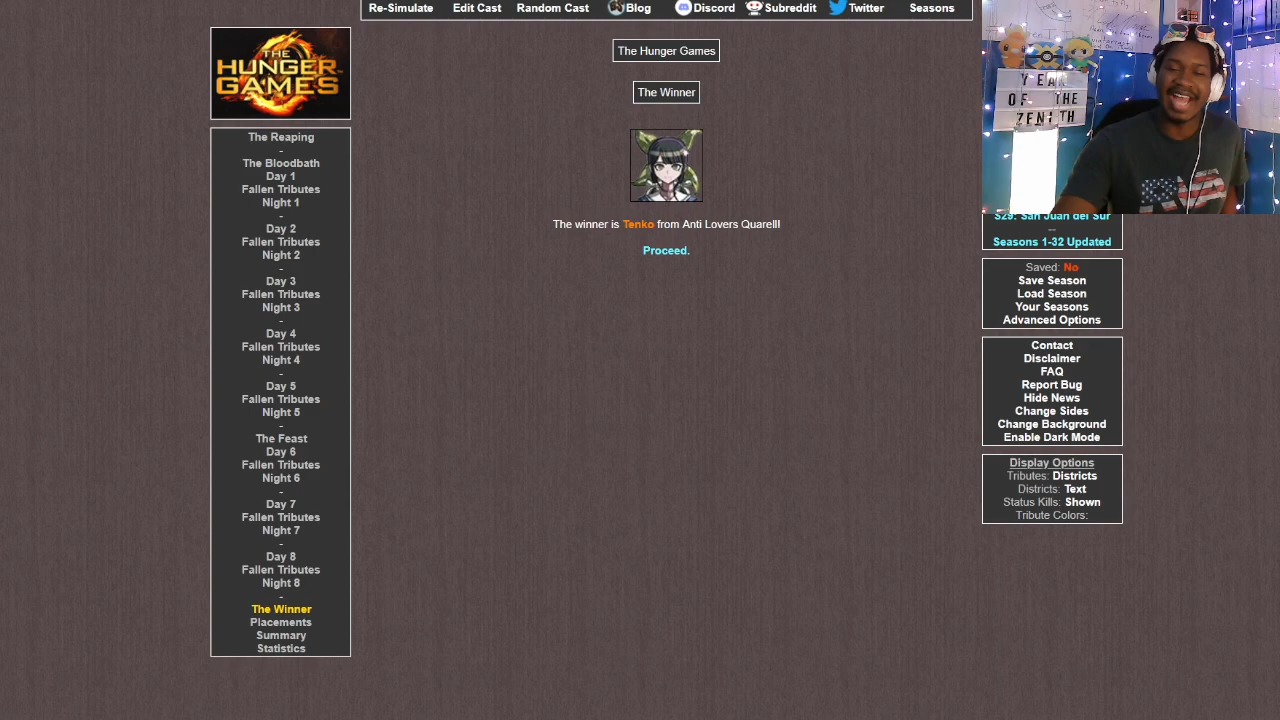 Re-Simulate Edit Cast Random Cast Blog Discord Subreddit Twitter Seasons
THE
HUNGER
GAMES
The Reaping
-
The Bloodbath
Day 1
Fallen Tributes
Night 1
-
Day 2
Fallen Tributes
Night 2
-
Day 3
Fallen Tributes
Night 3
-
Day 4
Fallen Tributes
Night 4
-
Day 5
Fallen Tributes
Night 5
-
The Feast
Day 6
Fallen Tributes
Night 6
-
Day 7
Fallen Tributes
Night 7
-
Day 8
Fallen Tributes
Night 8
-
The Winner
Placements
Summary
Statistics
The Hunger Games
The Winner
The winner is Tenko from Anti Lovers Quarell!
Proceed.
YEAR
OF THE
ZENITH
S29: San Juan del Sur
--
Seasons 1-32 Updated
Saved: No
Save Season
Load Season
Your Seasons
Advanced Options
Contact
Disclaimer
FAQ
Report Bug
Hide News
Change Sides
Change Background
Enable Dark Mode
Display Options
Tributes: Districts
Districts: Text
Status Kills: Shown
Tribute Colors: